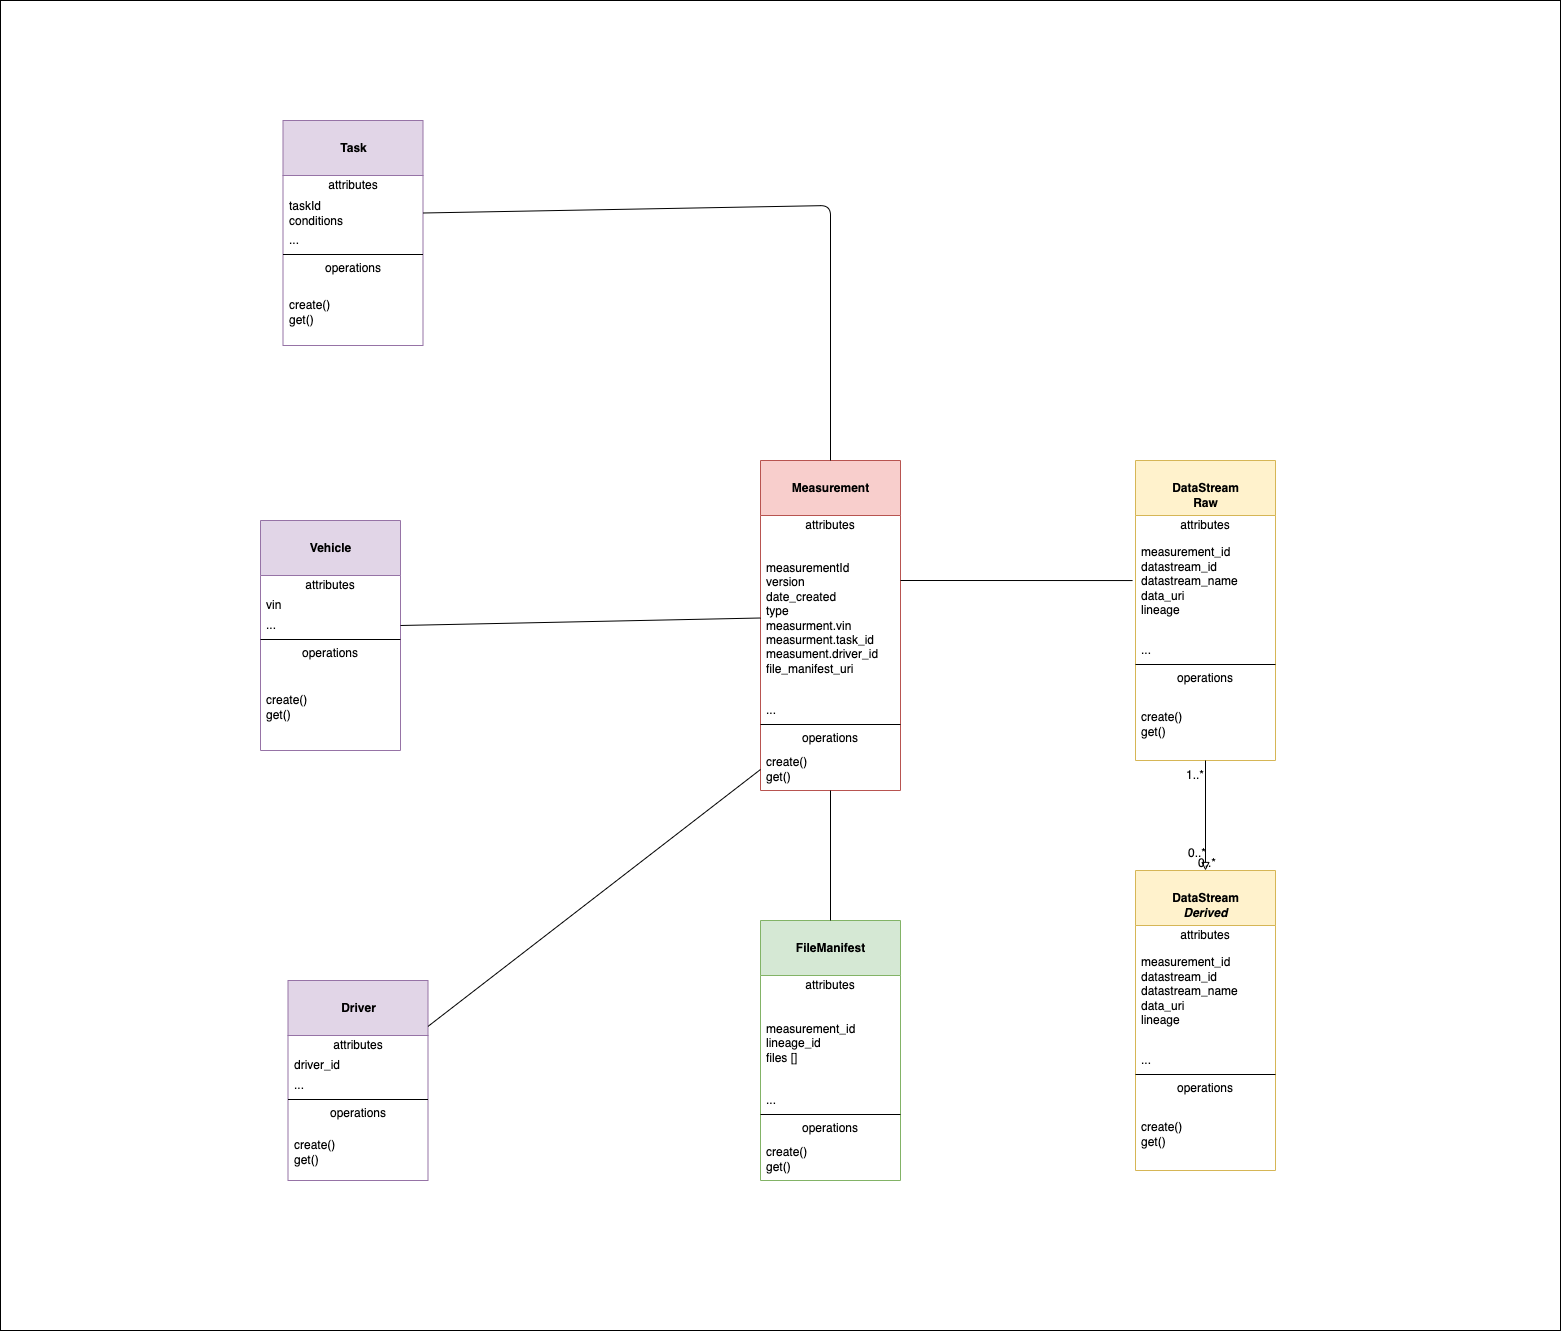 Task
attributes
taskId
conditions
...
operations
create()
get()
Vehicle
attributes
vin
...
operations
create()
get()
Driver
attributes
driver_id
...
operations
create()
get()
Measurement
attributes
measurementId
version
date_created
type
measurment.vin
measurment.task_id
measument.driver_id
file_manifest_uri
...
operations
create()
get()
FileManifest
attributes
measurement_id
lineage_id
files []
...
operations
create()
get()
DataStream
Raw
attributes
measurement_id
datastream_id
datastream_name
data_uri
lineage
...
operations
create()
get()
1..*
0..*
0..*
DataStream
Derived
attributes
measurement_id
datastream_id
datastream_name
data_uri
lineage
...
operations
create()
get()